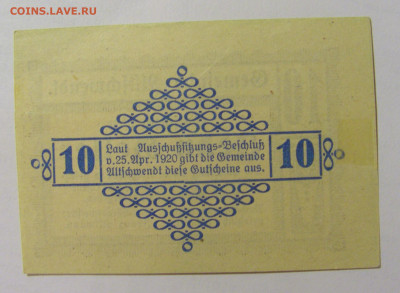 COINS.LAVE.RU
10
Laut Ausschußsitzungs-Beschluß
v. 25. Apr. 1920 gibt die Gemeinde
Altschwendt diese Gutscheine aus.
10